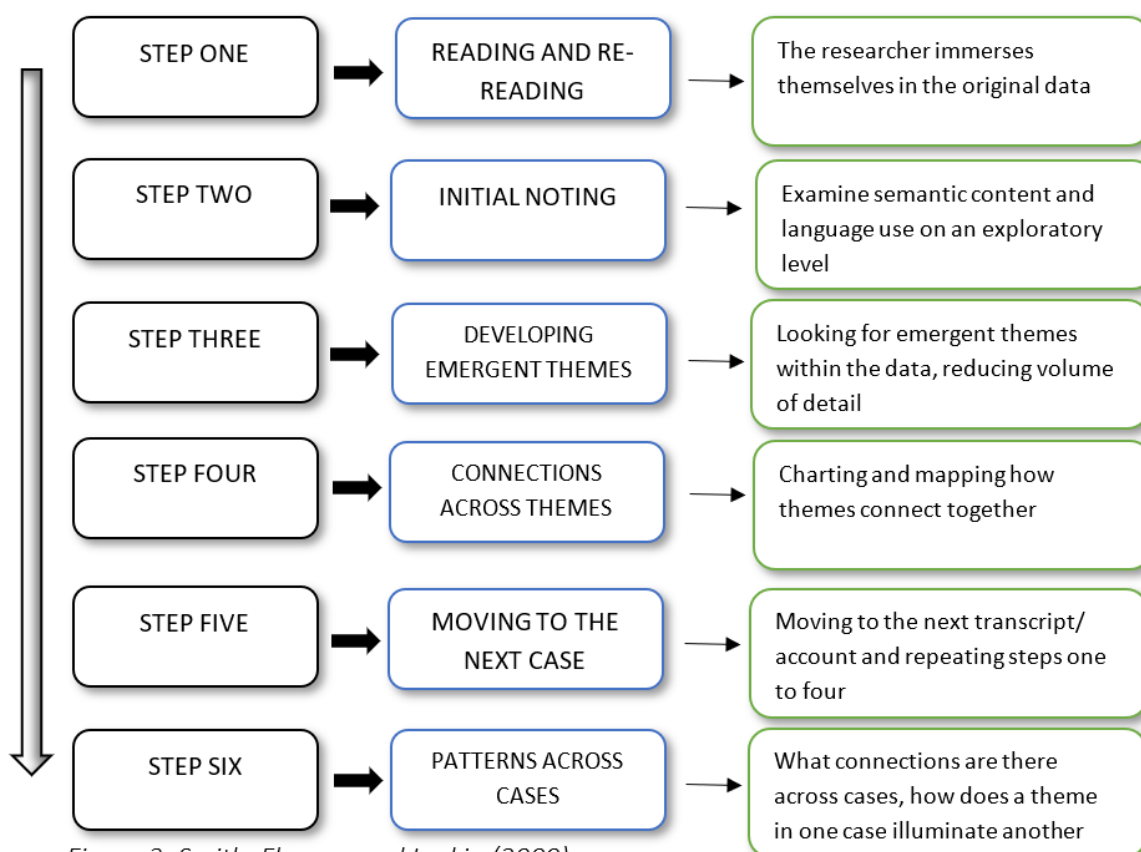 STEP ONE
READING AND RE-
READING
The researcher immerses
themselves in the original data
STEP TWO
INITIAL NOTING
Examine semantic content and
language use on an exploratory
level
STEP THREE
DEVELOPING
EMERGENT THEMES
Looking for emergent themes
within the data, reducing volume
of detail
STEP FOUR
CONNECTIONS
ACROSS THEMES
Charting and mapping how
themes connect together
STEP FIVE
MOVING TO THE
NEXT CASE
Moving to the next transcript/
account and repeating steps one
to four
STEP SIX
PATTERNS ACROSS
CASES
What connections are there
across cases, how does a theme
in one case illuminate another